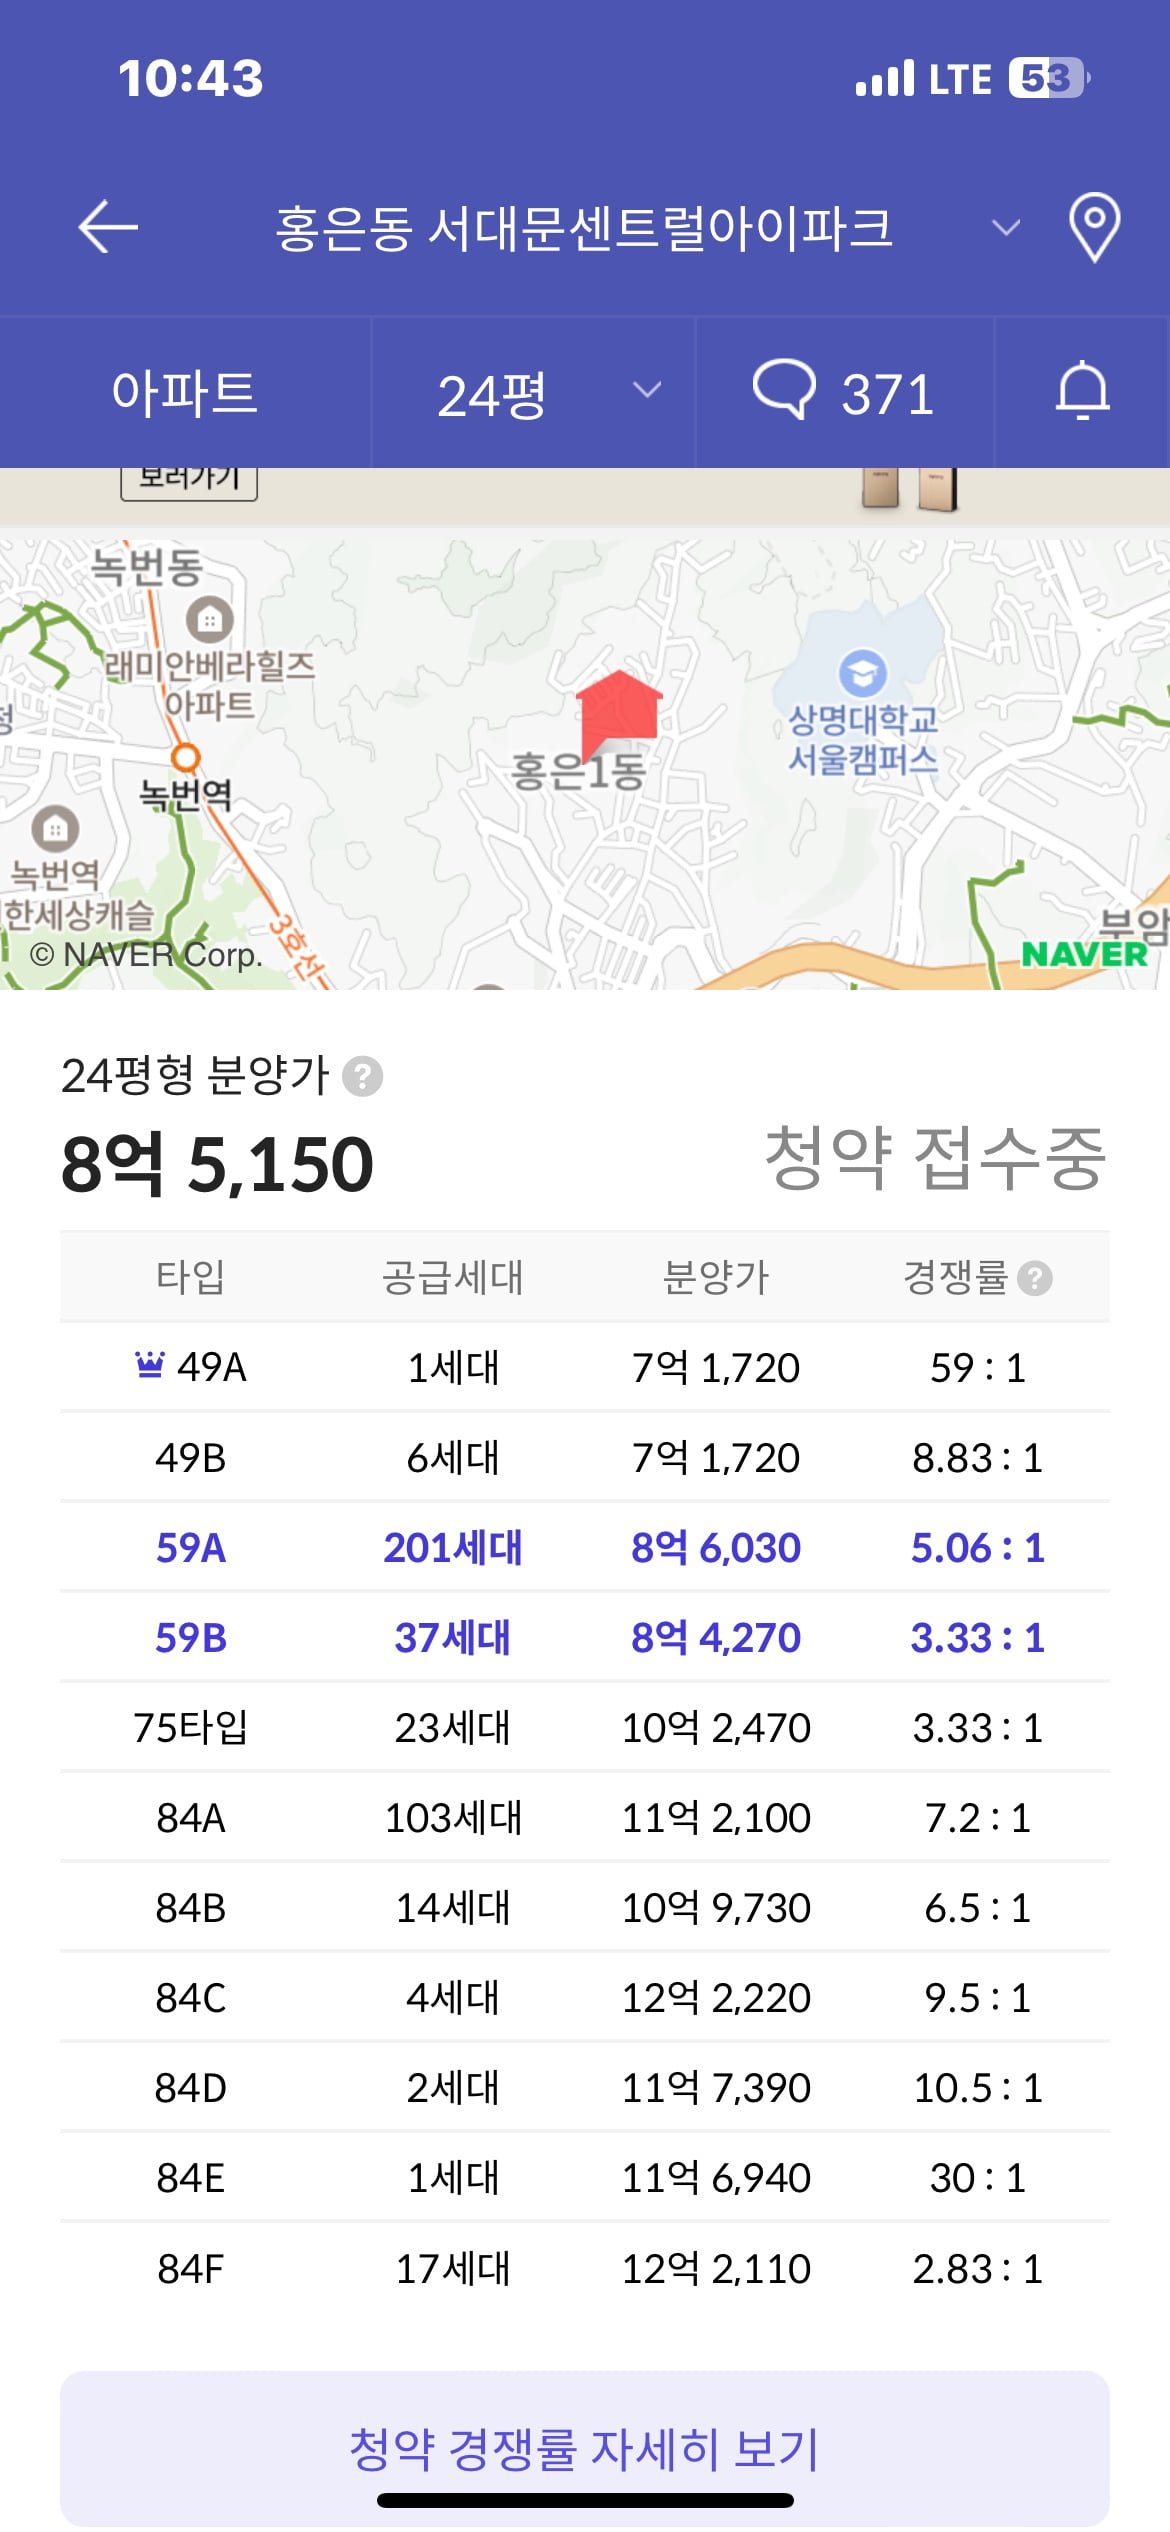 10:43 LTE 53
홍은동 서대문센트럴아이파크
아파트 24평 371
보러가기
녹번동
래미안베라힐즈
아파트
녹번역
홍은1동
상명대학교
서울캠퍼스
녹번역
한세상캐슬
3호선
부암
© NAVER Corp.
NAVER
24평형 분양가 ?
8억 5,150 청약 접수중
타입 공급세대 분양가 경쟁률 ?
49A 1세대 7억 1,720 59 : 1
49B 6세대 7억 1,720 8.83 : 1
59A 201세대 8억 6,030 5.06 : 1
59B 37세대 8억 4,270 3.33 : 1
75타입 23세대 10억 2,470 3.33 : 1
84A 103세대 11억 2,100 7.2 : 1
84B 14세대 10억 9,730 6.5 : 1
84C 4세대 12억 2,220 9.5 : 1
84D 2세대 11억 7,390 10.5 : 1
84E 1세대 11억 6,940 30 : 1
84F 17세대 12억 2,110 2.83 : 1
청약 경쟁률 자세히 보기